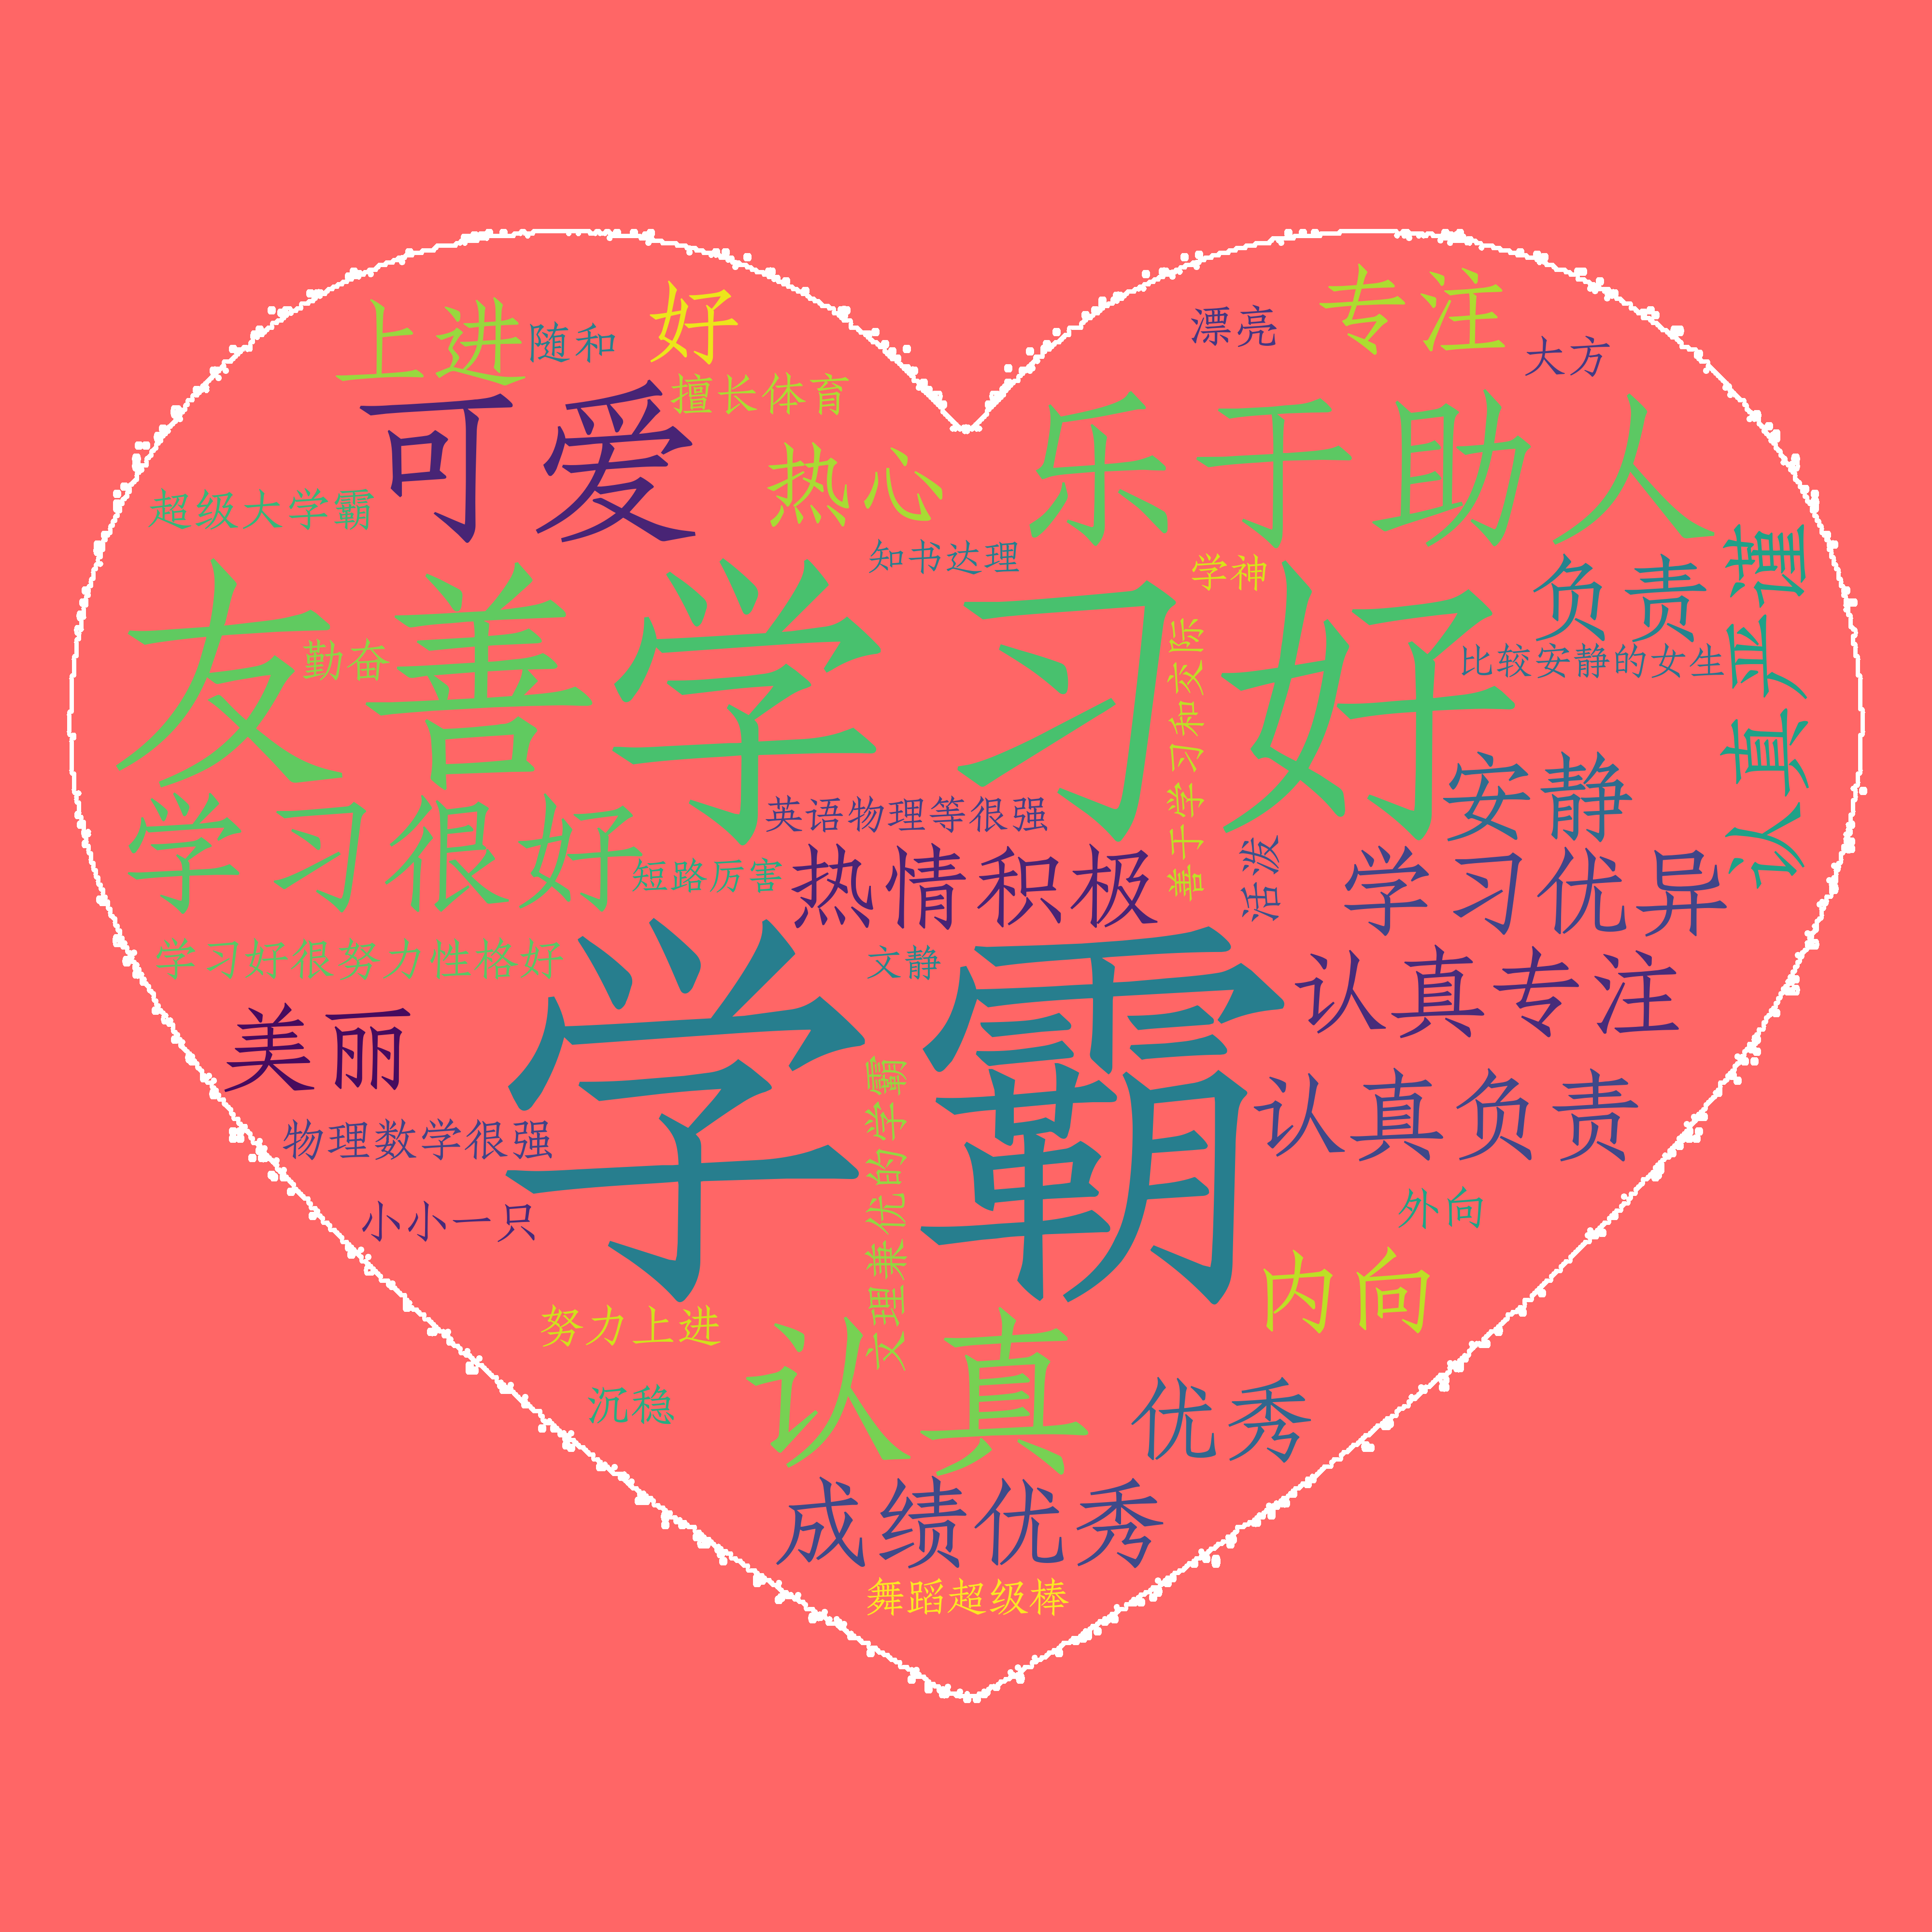 上进
随和
好
漂亮
专注
大方
擅长体育
可爱
热心
乐于助人
超级大学霸
知书达理
学神
负责
双商兼理
勤奋
友善
学习好
比较安静的女生
善于学习和交际
安静
学习很好
英语物理等很强
短路厉害
热情积极
活泼
学习优异
学习好很努力性格好
文静
学霸
认真专注
美丽
文理兼优的学霸
认真负责
物理数学很强
小小一只
外向
内向
努力上进
认真
沉稳
优秀
成绩优秀
舞蹈超级棒